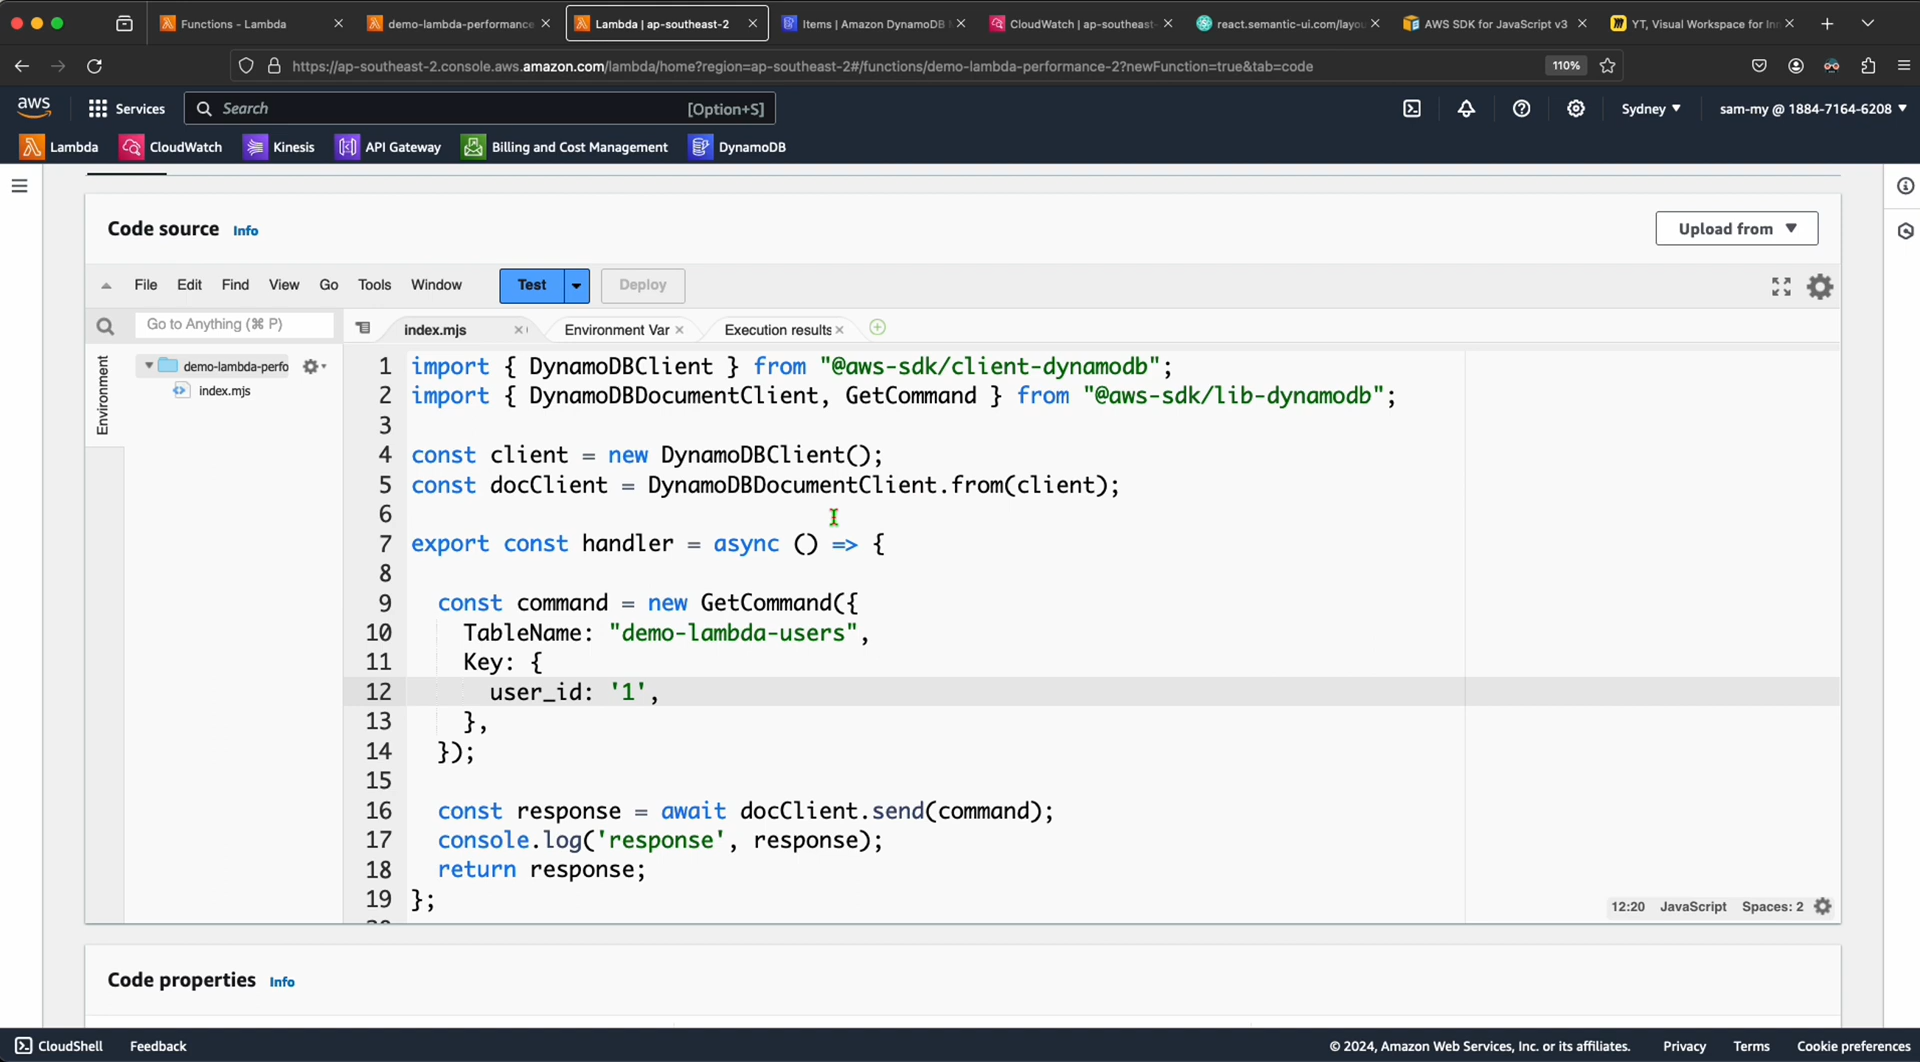 Functions - Lambda
demo-lambda-performance
Lambda | ap-southeast-2
Items | Amazon DynamoDB
CloudWatch | ap-southeast-
react.semantic-ui.com/layou
AWS SDK for JavaScript v3
YT, Visual Workspace for In
https://ap-southeast-2.console.aws.amazon.com/lambda/home?region=ap-southeast-2#/functions/demo-lambda-performance-2?newFunction=true&tab=code
110%
aws
Services
Search
[Option+S]
Sydney
sam-my @ 1884-7164-6208
Lambda
CloudWatch
Kinesis
API Gateway
Billing and Cost Management
DynamoDB
Code source
Info
Upload from
File Edit Find View Go Tools Window
Test
Deploy
Go to Anything (⌘ P)
index.mjs
Environment Var
Execution results
Environment
demo-lambda-perfo
index.mjs
1 import { DynamoDBClient } from "@aws-sdk/client-dynamodb";
2 import { DynamoDBDocumentClient, GetCommand } from "@aws-sdk/lib-dynamodb";
3
4 const client = new DynamoDBClient();
5 const docClient = DynamoDBDocumentClient.from(client);
6
7 export const handler = async () => {
8
9 const command = new GetCommand({
10 TableName: "demo-lambda-users",
11 Key: {
12 user_id: '1',
13 },
14 });
15
16 const response = await docClient.send(command);
17 console.log('response', response);
18 return response;
19 };
12:20 JavaScript Spaces: 2
Code properties
Info
CloudShell
Feedback
© 2024, Amazon Web Services, Inc. or its affiliates.
Privacy
Terms
Cookie preferences